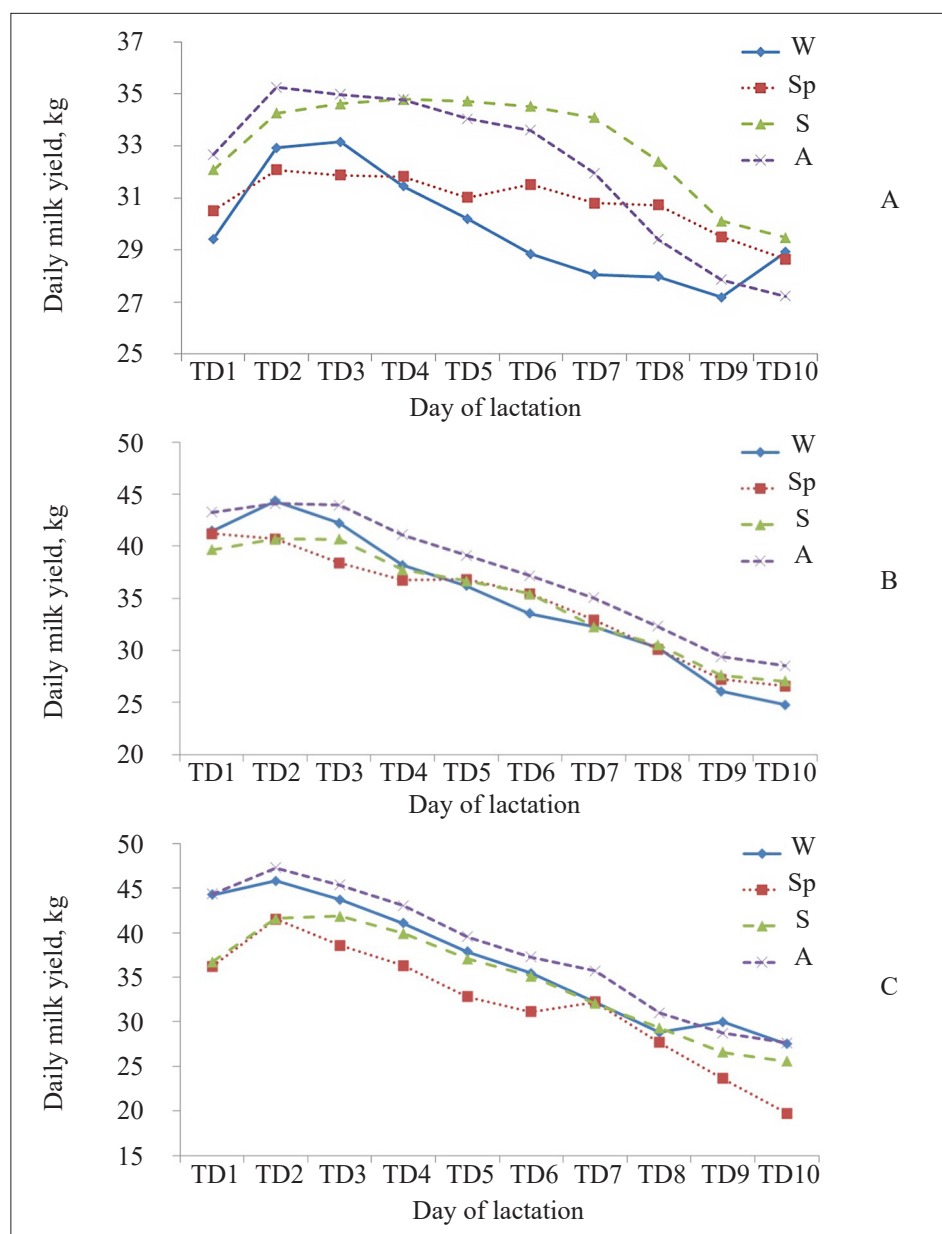 37
35
33
31
29
27
25
Daily milk yield, kg
W
Sp
S
A
A
TD1 TD2 TD3 TD4 TD5 TD6 TD7 TD8 TD9 TD10
Day of lactation
50
45
40
35
30
25
20
Daily milk yield, kg
W
Sp
S
A
B
TD1 TD2 TD3 TD4 TD5 TD6 TD7 TD8 TD9 TD10
Day of lactation
50
45
40
35
30
25
20
15
Daily milk yield, kg
W
Sp
S
A
C
TD1 TD2 TD3 TD4 TD5 TD6 TD7 TD8 TD9 TD10
Day of lactation